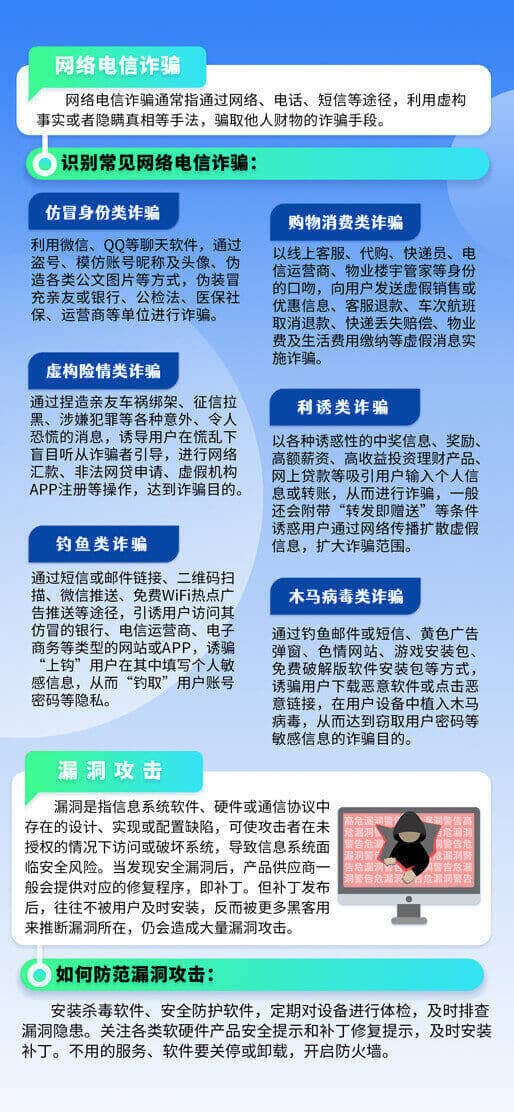 网络电信诈骗
网络电信诈骗通常指通过网络、电话、短信等途径，利用虚构
事实或者隐瞒真相等手法，骗取他人财物的诈骗手段。
识别常见网络电信诈骗：
仿冒身份类诈骗
利用微信、QQ等聊天软件，通过
盗号、模仿账号昵称及头像、伪
造各类公文图片等方式，伪装冒
充亲友或银行、公检法、医保社
保、运营商等单位进行诈骗。
虚构险情类诈骗
通过捏造亲友车祸绑架、征信拉
黑、涉嫌犯罪等各种意外、令人
恐慌的消息，诱导用户在慌乱下
盲目听从诈骗者引导，进行网络
汇款、非法网贷申请、虚假机构
APP注册等操作，达到诈骗目的。
钓鱼类诈骗
通过短信或邮件链接、二维码扫
描、微信推送、免费WiFi热点广
告推送等途径，引诱用户访问其
仿冒的银行、电信运营商、电子
商务等类型的网站或APP，诱骗
“上钩”用户在其中填写个人敏
感信息，从而“钓取”用户账号
密码等隐私。
购物消费类诈骗
以线上客服、代购、快递员、电
信运营商、物业楼宇管家等身份
的口吻，向用户发送虚假销售或
优惠信息、客服退款、车次航班
取消退款、快递丢失赔偿、物业
费及生活费用缴纳等虚假消息实
施诈骗。
利诱类诈骗
以各种诱惑性的中奖信息、奖励、
高额薪资、高收益投资理财产品、
网上贷款等吸引用户输入个人信
息或转账，从而进行诈骗，一般
还会附带“转发即赠送”等条件
诱惑用户通过网络传播扩散虚假
信息，扩大诈骗范围。
木马病毒类诈骗
通过钓鱼邮件或短信、黄色广告
弹窗、色情网站、游戏安装包、
免费破解版软件安装包等方式，
诱骗用户下载恶意软件或点击恶
意链接，在用户设备中植入木马
病毒，从而达到窃取用户密码等
敏感信息的诈骗目的。
漏洞攻击
漏洞是指信息系统软件、硬件或通信协议中
存在的设计、实现或配置缺陷，可使攻击者在未
授权的情况下访问或破坏系统，导致信息系统面
临安全风险。当发现安全漏洞后，产品供应商一
般会提供对应的修复程序，即补丁。但补丁发布
后，往往不被用户及时安装，反而被更多黑客用
来推断漏洞所在，仍会造成大量漏洞攻击。
如何防范漏洞攻击：
安装杀毒软件、安全防护软件，定期对设备进行体检，及时排查
漏洞隐患。关注各类软硬件产品安全提示和补丁修复提示，及时安装
补丁。不用的服务、软件要关停或卸载，开启防火墙。